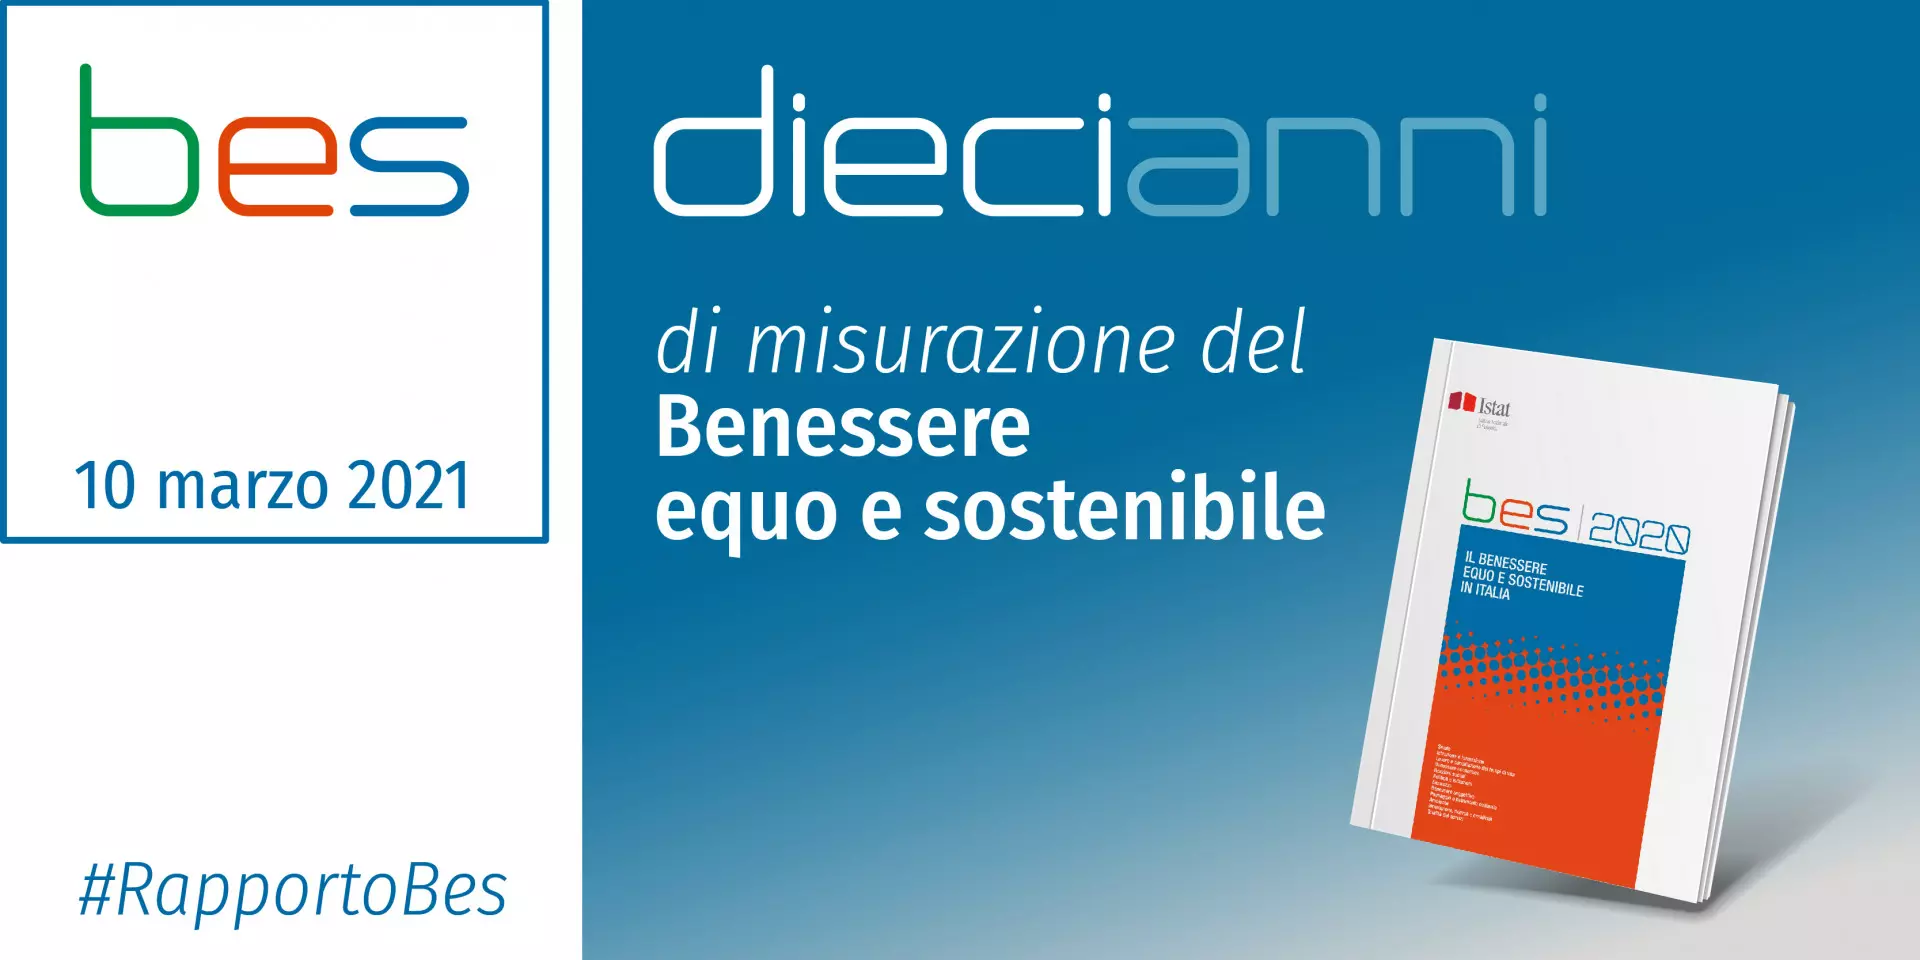 bes
10 marzo 2021
#RapportoBes
diecianni
di misurazione del
Benessere
equo e sostenibile
Istat
bes | 2020
IL BENESSERE
EQUO E SOSTENIBILE
IN ITALIA